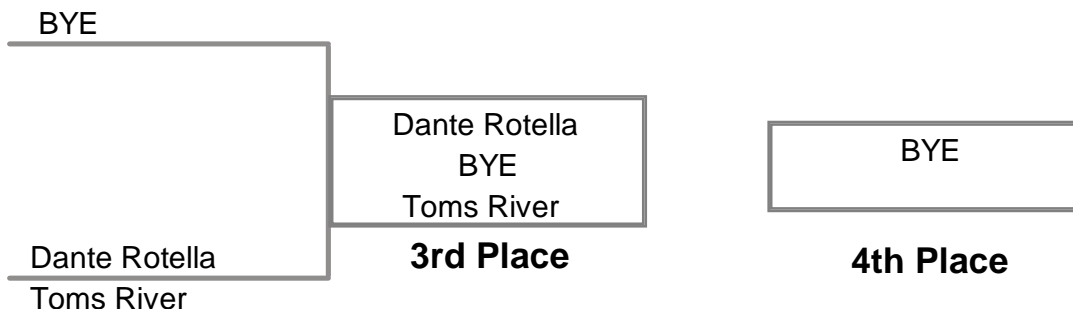 BYE
Dante Rotella
BYE
Toms River
3rd Place
BYE
4th Place
Dante Rotella
Toms River